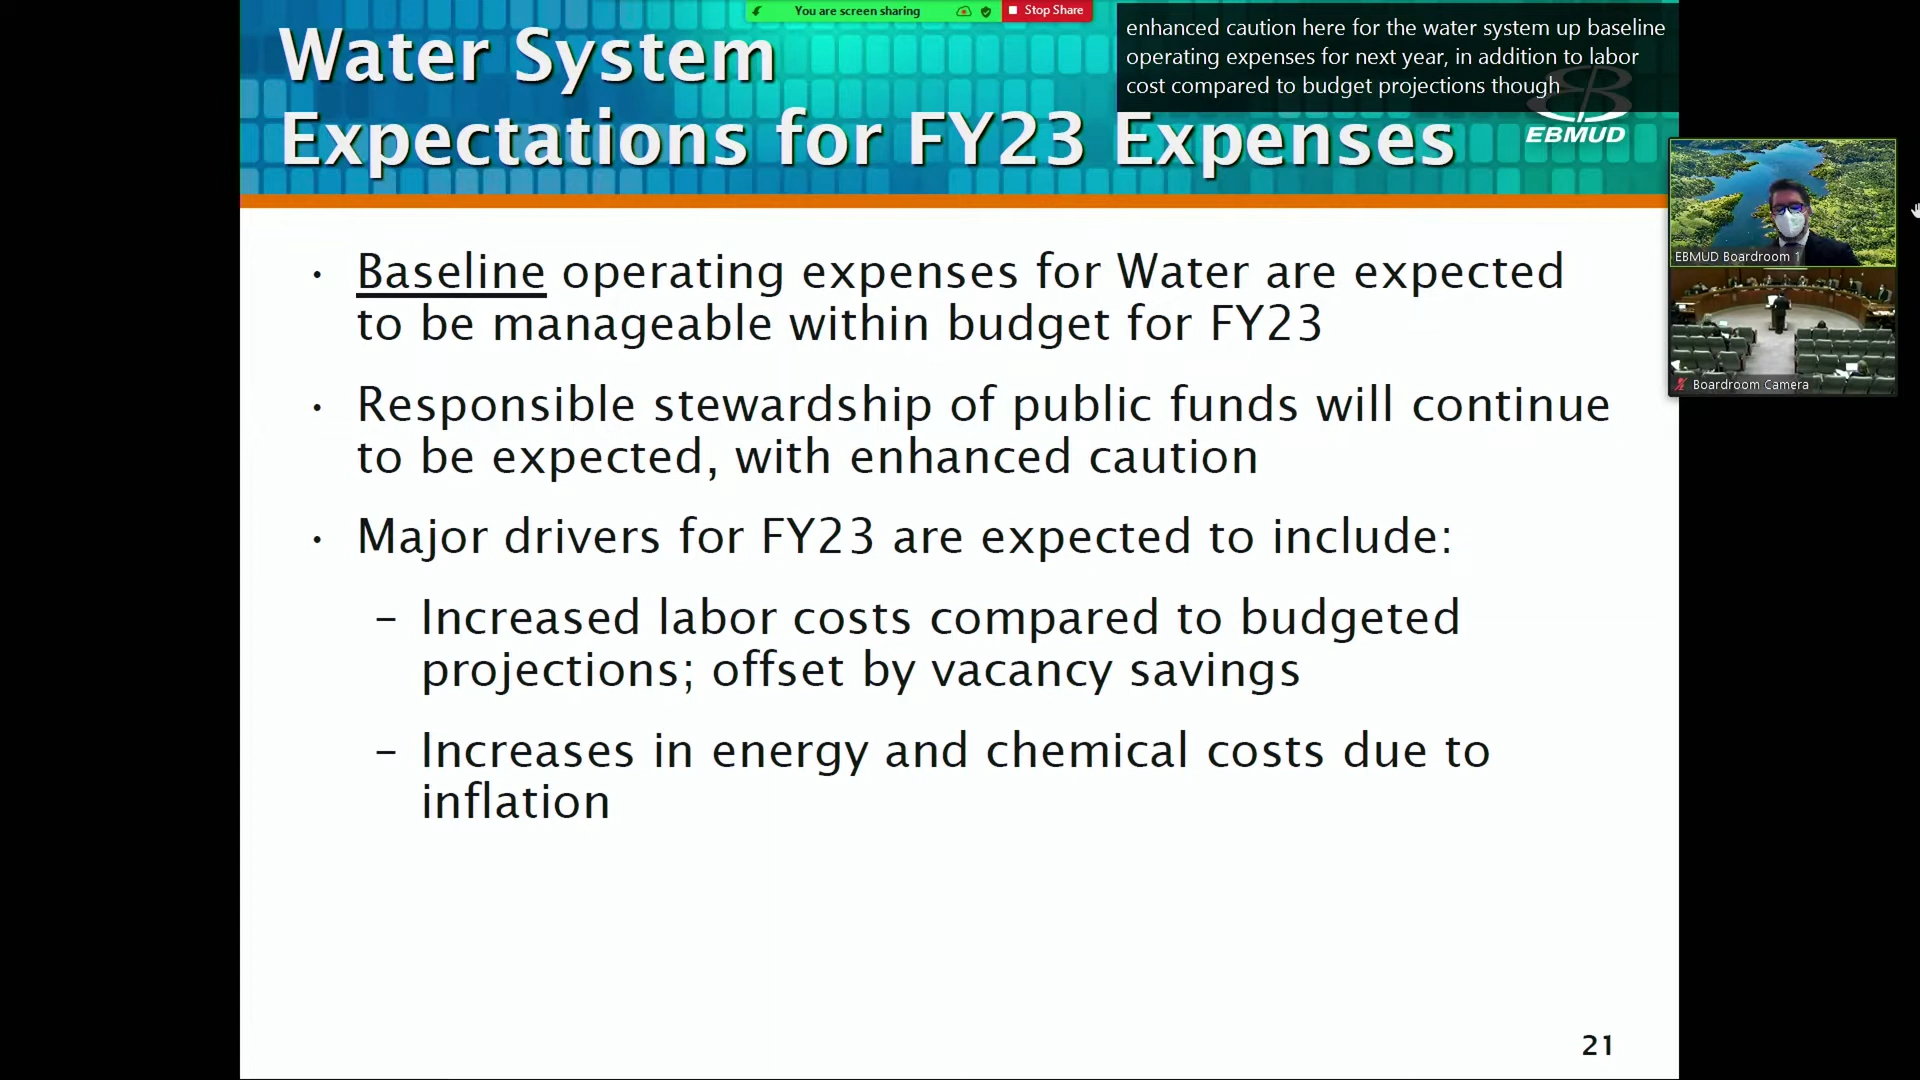 You are screen sharing
Stop Share
enhanced caution here for the water system up baseline
operating expenses for next year, in addition to labor
cost compared to budget projections though
Water System
Expectations for FY23 Expenses
EBMUD
EBMUD Boardroom 1
Boardroom Camera
• Baseline operating expenses for Water are expected
to be manageable within budget for FY23
• Responsible stewardship of public funds will continue
to be expected, with enhanced caution
• Major drivers for FY23 are expected to include:
– Increased labor costs compared to budgeted
projections; offset by vacancy savings
– Increases in energy and chemical costs due to
inflation
21